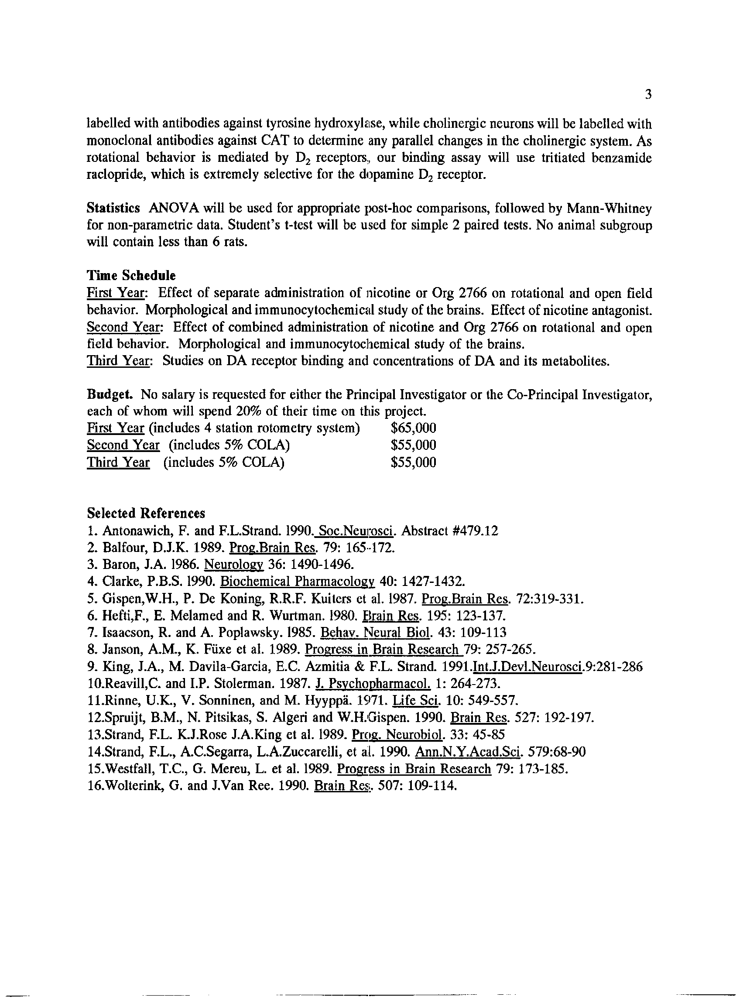 3
labelled with antibodies against tyrosine hydroxylase, while cholinergic neurons will be labelled with
monoclonal antibodies against CAT to determine any parallel changes in the cholinergic system. As
rotational behavior is mediated by D₂ receptors, our binding assay will use tritiated benzamide
raclopride, which is extremely selective for the dopamine D₂ receptor.
Statistics ANOVA will be used for appropriate post-hoc comparisons, followed by Mann-Whitney
for non-parametric data. Student's t-test will be used for simple 2 paired tests. No animal subgroup
will contain less than 6 rats.
Time Schedule
First Year: Effect of separate administration of nicotine or Org 2766 on rotational and open field
behavior. Morphological and immunocytochemical study of the brains. Effect of nicotine antagonist.
Second Year: Effect of combined administration of nicotine and Org 2766 on rotational and open
field behavior. Morphological and immunocytochemical study of the brains.
Third Year: Studies on DA receptor binding and concentrations of DA and its metabolites.
Budget. No salary is requested for either the Principal Investigator or the Co-Principal Investigator,
each of whom will spend 20% of their time on this project.
First Year (includes 4 station rotometry system) $65,000
Second Year (includes 5% COLA) $55,000
Third Year (includes 5% COLA) $55,000
Selected References
1. Antonawich, F. and F.L.Strand. 1990. Soc.Neurosci. Abstract #479.12
2. Balfour, D.J.K. 1989. Prog.Brain Res. 79: 165-172.
3. Baron, J.A. 1986. Neurology 36: 1490-1496.
4. Clarke, P.B.S. 1990. Biochemical Pharmacology 40: 1427-1432.
5. Gispen,W.H., P. De Koning, R.R.F. Kuiters et al. 1987. Prog.Brain Res. 72:319-331.
6. Hefti,F., E. Melamed and R. Wurtman. 1980. Brain Res. 195: 123-137.
7. Isaacson, R. and A. Poplawsky. 1985. Behav. Neural Biol. 43: 109-113
8. Janson, A.M., K. Füxe et al. 1989. Progress in Brain Research 79: 257-265.
9. King, J.A., M. Davila-Garcia, E.C. Azmitia & F.L. Strand. 1991.Int.J.Devl.Neurosci.9:281-286
10.Reavill,C. and I.P. Stolerman. 1987. J. Psychopharmacol. 1: 264-273.
11.Rinne, U.K., V. Sonninen, and M. Hyyppä. 1971. Life Sci. 10: 549-557.
12.Spruijt, B.M., N. Pitsikas, S. Algeri and W.H.Gispen. 1990. Brain Res. 527: 192-197.
13.Strand, F.L. K.J.Rose J.A.King et al. 1989. Prog. Neurobiol. 33: 45-85
14.Strand, F.L., A.C.Segarra, L.A.Zuccarelli, et al. 1990. Ann.N.Y.Acad.Sci. 579:68-90
15.Westfall, T.C., G. Mereu, L. et al. 1989. Progress in Brain Research 79: 173-185.
16.Wolterink, G. and J.Van Ree. 1990. Brain Res. 507: 109-114.